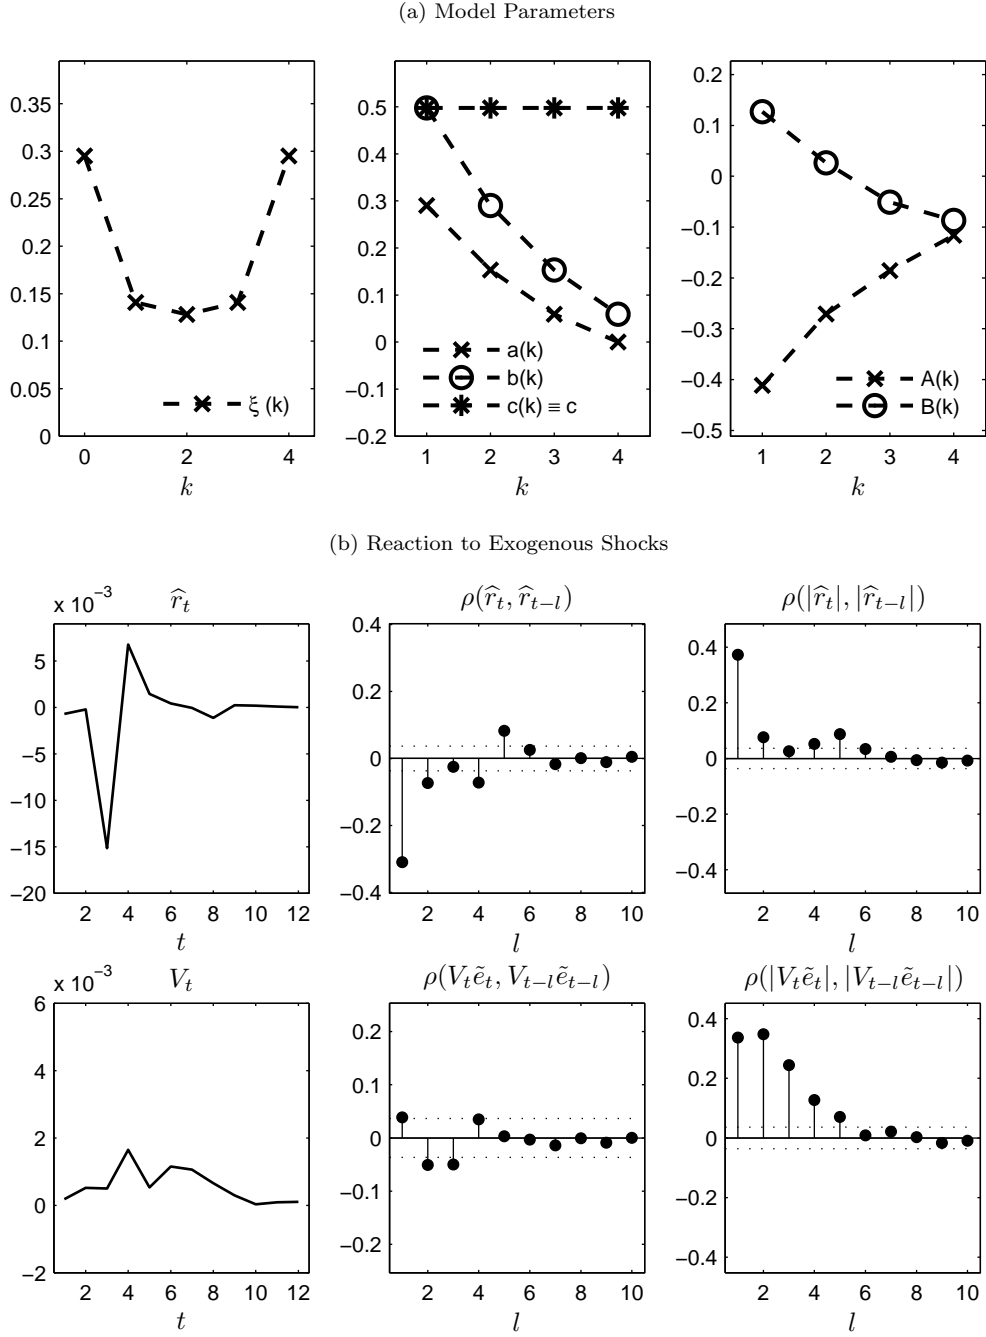 (a) Model Parameters
0.35
0.3
0.25
0.2
0.15
0.1
0.05
0
0 2 4
k
ξ (k)
0.5
0.3
0.1
0
−0.1
−0.2
1 2 3 4
k
a(k)
b(k)
c(k) ≡ c
0.2
0.1
0
−0.1
−0.2
−0.3
−0.4
−0.5
1 2 3 4
k
A(k)
B(k)
(b) Reaction to Exogenous Shocks
x 10⁻³
r̂ₜ
5
0
−5
−10
−15
−20
2 4 6 8 10 12
t
ρ(r̂ₜ, r̂ₜ₋ₗ)
0.4
0.2
0
−0.2
−0.4
0 2 4 6 8 10
l
ρ(|r̂ₜ|, |r̂ₜ₋ₗ|)
0.4
0.2
0
−0.2
−0.4
2 4 6 8 10
l
x 10⁻³
Vₜ
6
4
2
0
−2
2 4 6 8 10 12
t
ρ(Vₜẽₜ, Vₜ₋ₗẽₜ₋ₗ)
0.2
0.1
0
−0.1
−0.2
2 4 6 8 10
l
ρ(|Vₜẽₜ|, |Vₜ₋ₗẽₜ₋ₗ|)
0.4
0.2
0
−0.2
−0.4
2 4 6 8 10
l